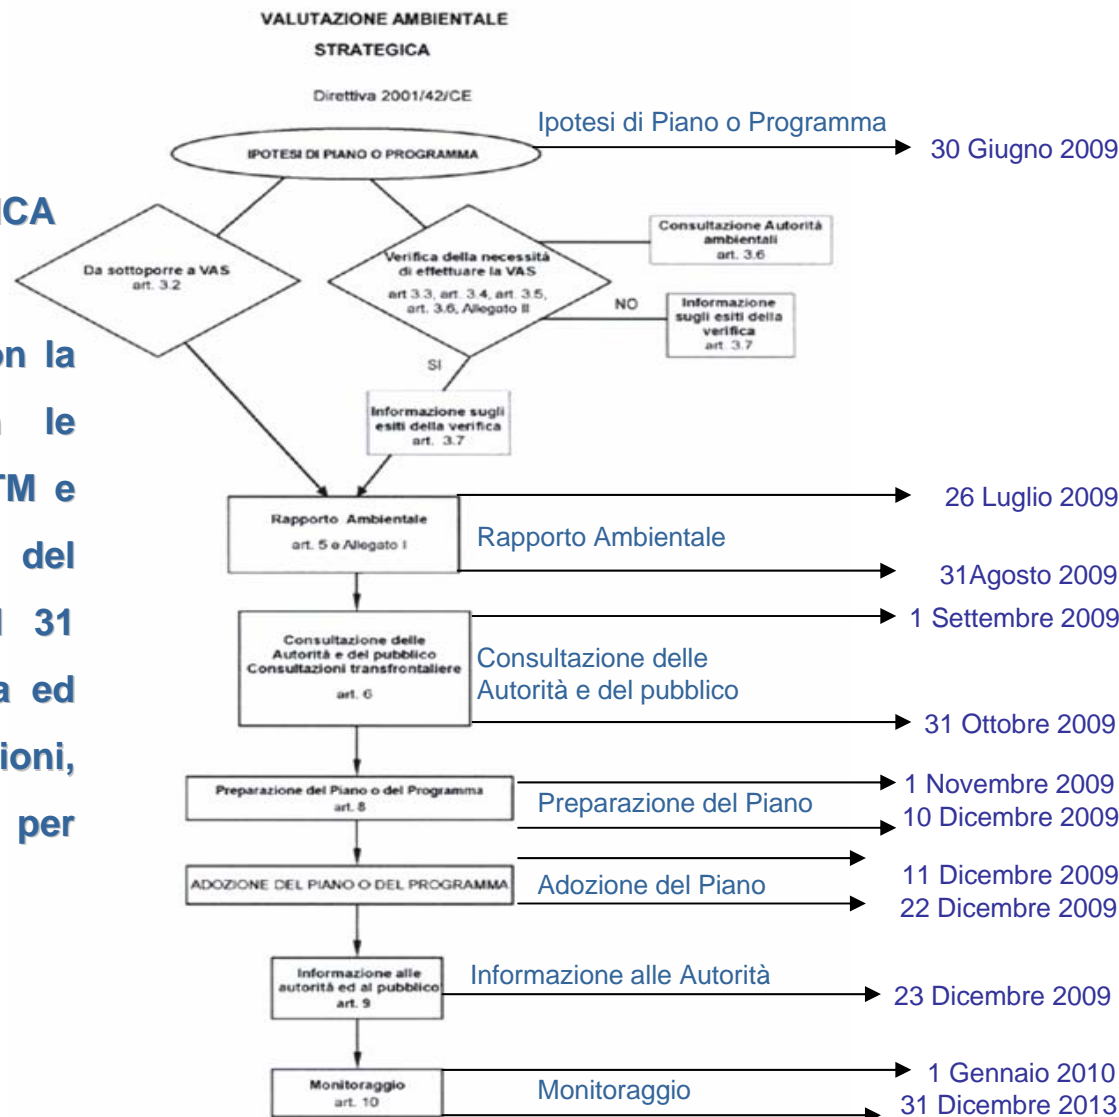 VALUTAZIONE AMBIENTALE
STRATEGICA
Direttiva 2001/42/CE
IPOTESI DI PIANO O PROGRAMMA
Ipotesi di Piano o Programma
30 Giugno 2009
Da sottoporre a VAS
art. 3.2
Verifica della necessità
di effettuare la VAS
art 3.3, art. 3.4, art. 3.5,
art. 3.6, Allegato II
Consultazione Autorità
ambientali
art. 3.6
NO
Informazione
sugli esiti della
verifica
art. 3.7
SI
Informazione sugli
esiti della verifica
art. 3.7
le
TM e
del
31
ed
per
Rapporto Ambientale
art. 5 e Allegato I
Rapporto Ambientale
26 Luglio 2009
31Agosto 2009
Consultazione delle
Autorità e del pubblico
Consultazioni transfrontaliere
art. 6
Consultazione delle
Autorità e del pubblico
1 Settembre 2009
31 Ottobre 2009
Preparazione del Piano o del Programma
art. 8
Preparazione del Piano
1 Novembre 2009
10 Dicembre 2009
ADOZIONE DEL PIANO O DEL PROGRAMMA
Adozione del Piano
11 Dicembre 2009
22 Dicembre 2009
Informazione alle
autorità ed al pubblico
art. 9
Informazione alle Autorità
23 Dicembre 2009
Monitoraggio
art. 10
Monitoraggio
1 Gennaio 2010
31 Dicembre 2013